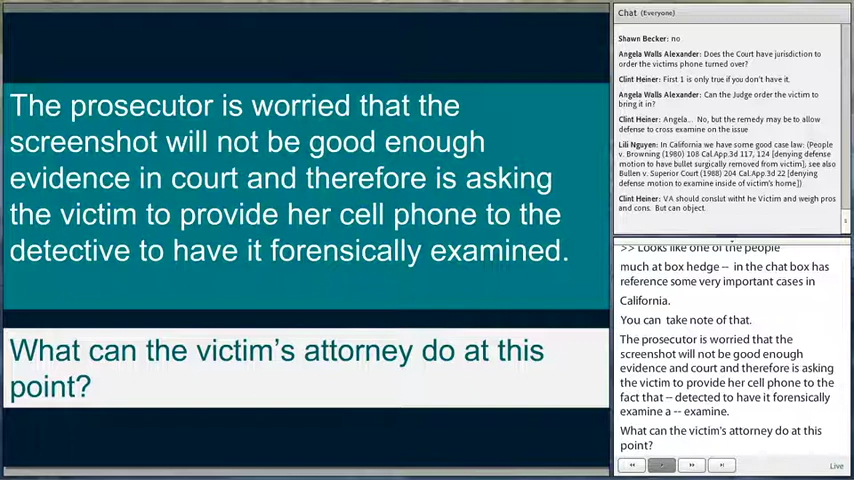 The prosecutor is worried that the
screenshot will not be good enough
evidence in court and therefore is asking
the victim to provide her cell phone to the
detective to have it forensically examined.
What can the victim's attorney do at this
point?
Chat (Everyone)
Shawn Becker: no
Angela Walls Alexander: Does the Court have jurisdiction to
order the victims phone turned over?
Clint Heiner: First 1 is only true if you don't have it.
Angela Walls Alexander: Can the Judge order the victim to
bring it in?
Clint Heiner: Angela... No, but the remedy may be to allow
defense to cross examine on the issue
Lili Nguyen: In California we have some good case law: (People
v. Browning (1980) 108 Cal.App.3d 117, 124 [denying defense
motion to have bullet surgically removed from victim]; see also
Bullen v. Superior Court (1988) 204 Cal.App.3d 22 [denying
defense motion to examine inside of victim's home])
Clint Heiner: VA should conslut witht he Victim and weigh pros
and cons. But can object.
>> Looks like one of the people
much at box hedge -- in the chat box has
reference some very important cases in
California.
You can take note of that.
The prosecutor is worried that the
screenshot will not be good enough
evidence and court and therefore is asking
the victim to provide her cell phone to the
fact that -- detected to have it forensically
examine a -- examine.
What can the victim's attorney do at this
point?
Live